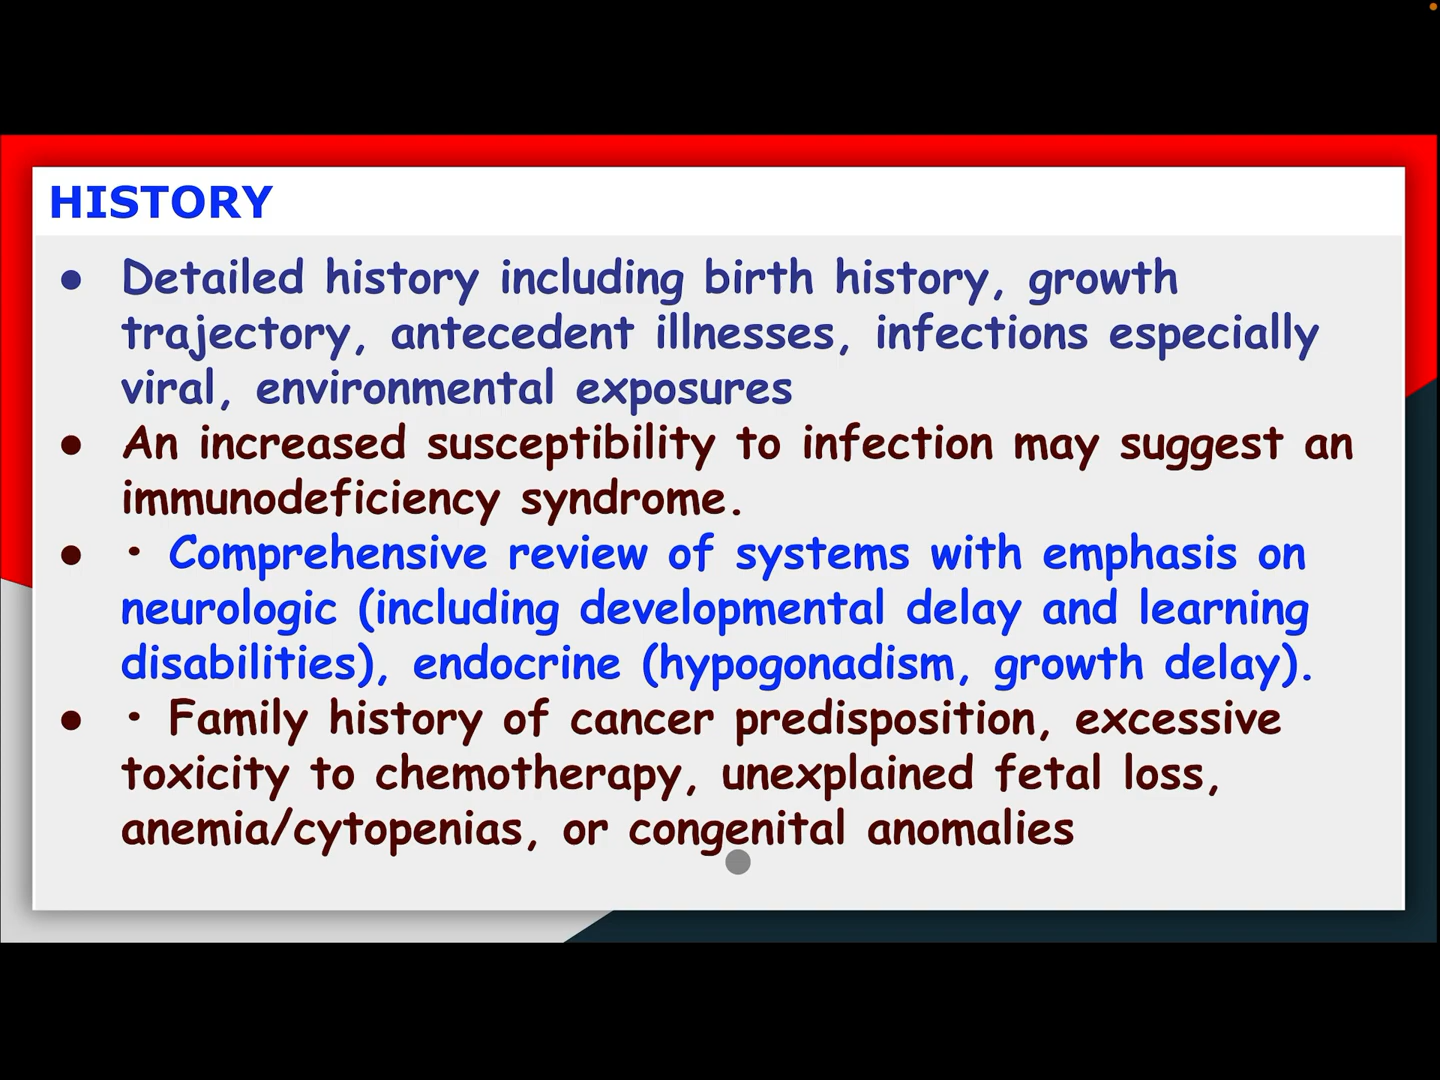 HISTORY
● Detailed history including birth history, growth
trajectory, antecedent illnesses, infections especially
viral, environmental exposures
● An increased susceptibility to infection may suggest an
immunodeficiency syndrome.
● • Comprehensive review of systems with emphasis on
neurologic (including developmental delay and learning
disabilities), endocrine (hypogonadism, growth delay).
● • Family history of cancer predisposition, excessive
toxicity to chemotherapy, unexplained fetal loss,
anemia/cytopenias, or congenital anomalies